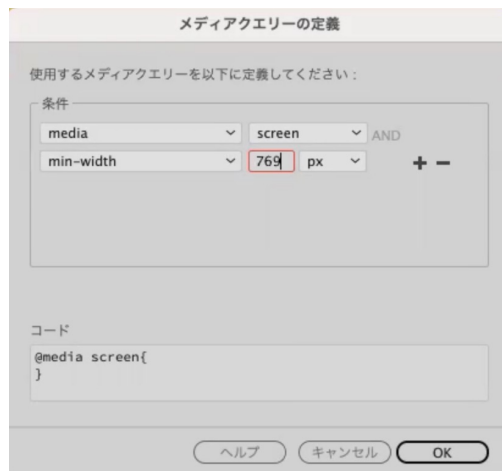 メディアクエリーの定義
使用するメディアクエリーを以下に定義してください :
条件
media screen AND
min-width 769 px + −
コード
@media screen{
}
ヘルプ キャンセル OK